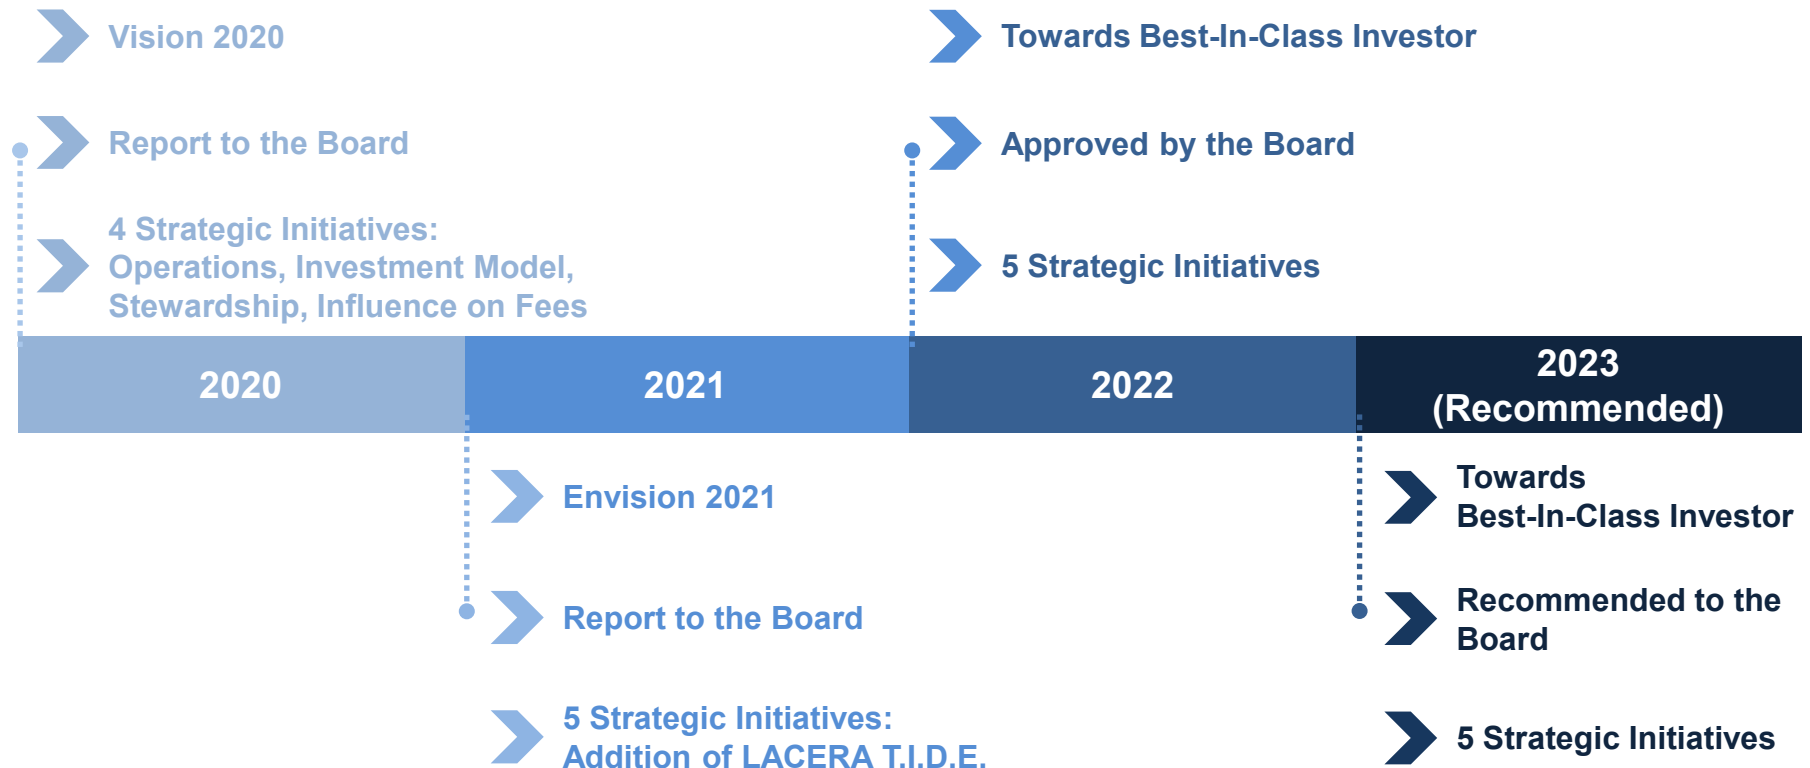 Vision 2020
Report to the Board
4 Strategic Initiatives:
Operations, Investment Model,
Stewardship, Influence on Fees
Towards Best-In-Class Investor
Approved by the Board
5 Strategic Initiatives
2020
2021
2022
2023
(Recommended)
Envision 2021
Report to the Board
5 Strategic Initiatives:
Addition of LACERA T.I.D.E.
Towards
Best-In-Class Investor
Recommended to the
Board
5 Strategic Initiatives